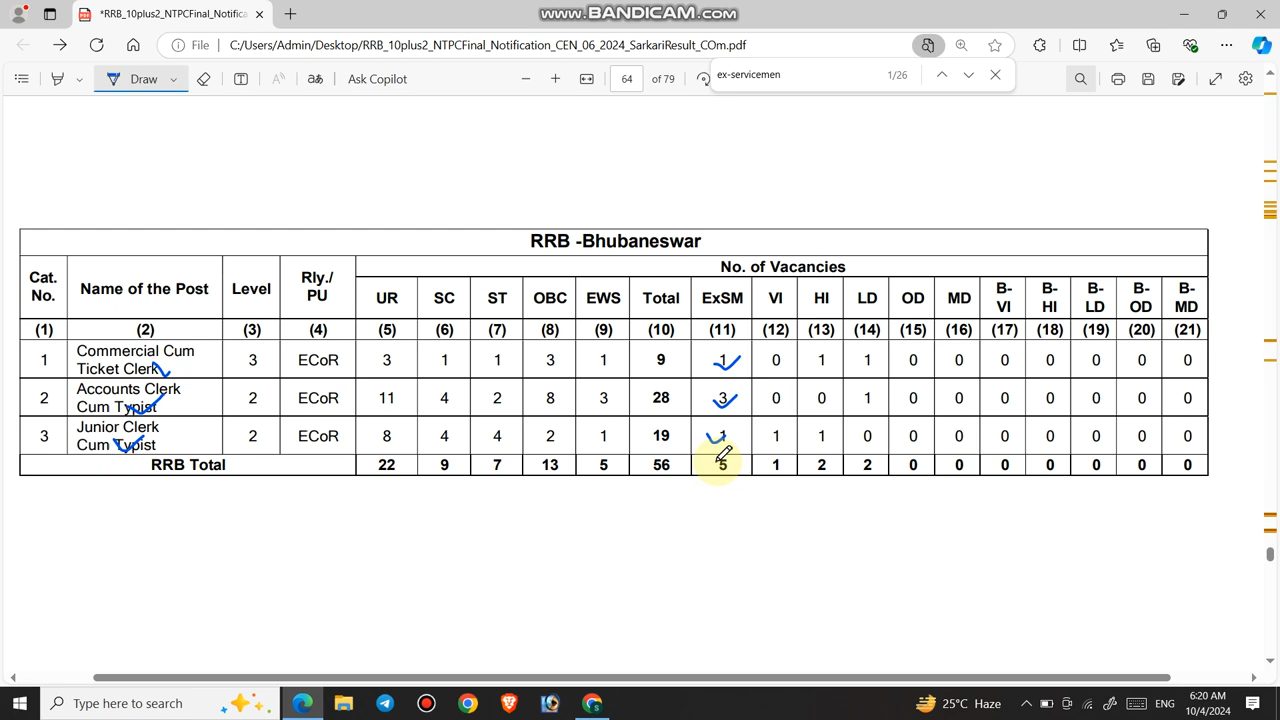 WWW.BANDICAM.COM
*RRB_10plus2_NTPCFinal_Notifica
File C:/Users/Admin/Desktop/RRB_10plus2_NTPCFinal_Notification_CEN_06_2024_SarkariResult_COm.pdf
ex-servicemen 1/26
Draw Ask Copilot 64 of 79
RRB -Bhubaneswar
Cat. No. Name of the Post Level Rly./ PU No. of Vacancies
UR SC ST OBC EWS Total ExSM VI HI LD OD MD B-VI B-HI B-LD B-OD B-MD
(1) (2) (3) (4) (5) (6) (7) (8) (9) (10) (11) (12) (13) (14) (15) (16) (17) (18) (19) (20) (21)
1 Commercial Cum Ticket Clerk 3 ECoR 3 1 1 3 1 9 1 0 1 1 0 0 0 0 0 0 0
2 Accounts Clerk Cum Typist 2 ECoR 11 4 2 8 3 28 3 0 0 1 0 0 0 0 0 0 0
3 Junior Clerk Cum Typist 2 ECoR 8 4 4 2 1 19 1 1 1 0 0 0 0 0 0 0 0
RRB Total 22 9 7 13 5 56 5 1 2 2 0 0 0 0 0 0 0
Type here to search 25°C Haze ENG 6:20 AM
10/4/2024